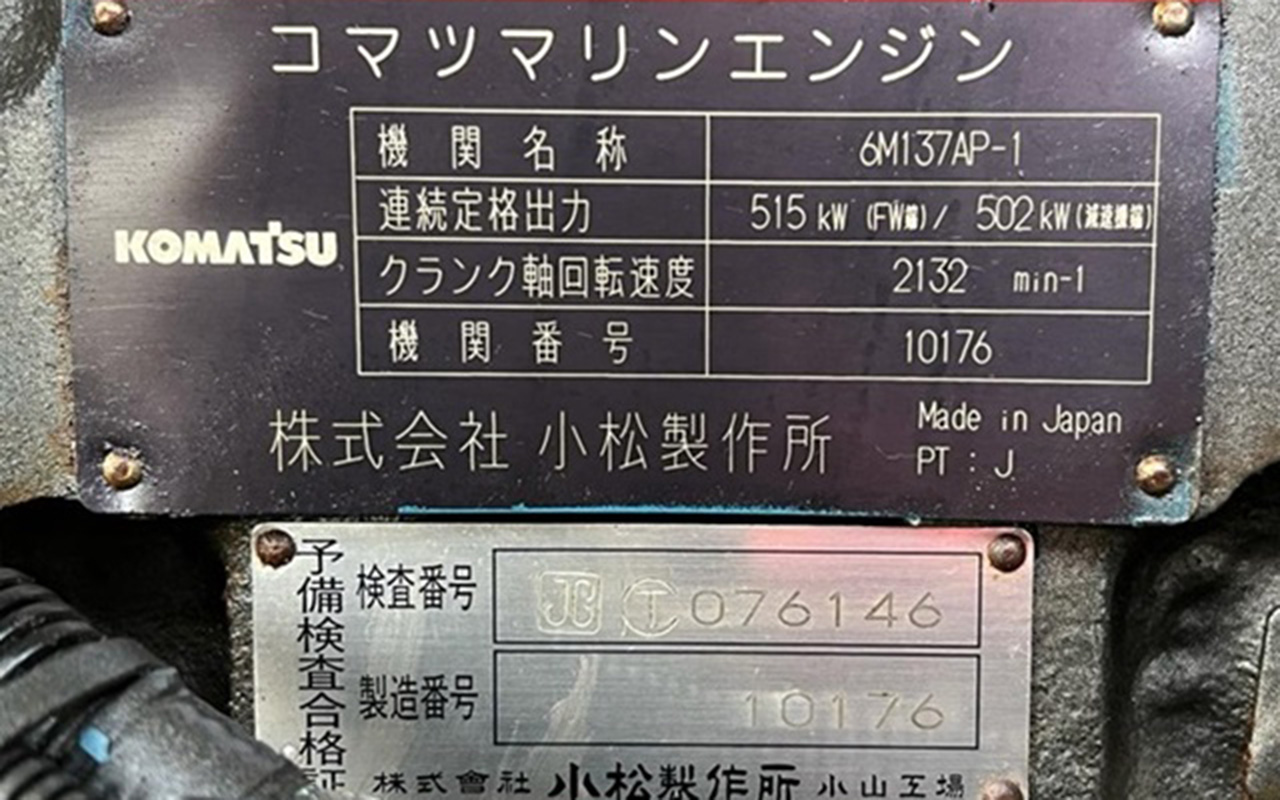 コマツマリンエンジン
機関名称 6M137AP-1
KOMATSU
連続定格出力 515 kW (FW端) / 502 kW (減速機端)
クランク軸回転速度 2132 min-1
機関番号 10176
株式会社 小松製作所
Made in Japan
PT : J
予備検査合格証
検査番号 JG T 076146
製造番号 10176
株式會社 小松製作所 小山工場